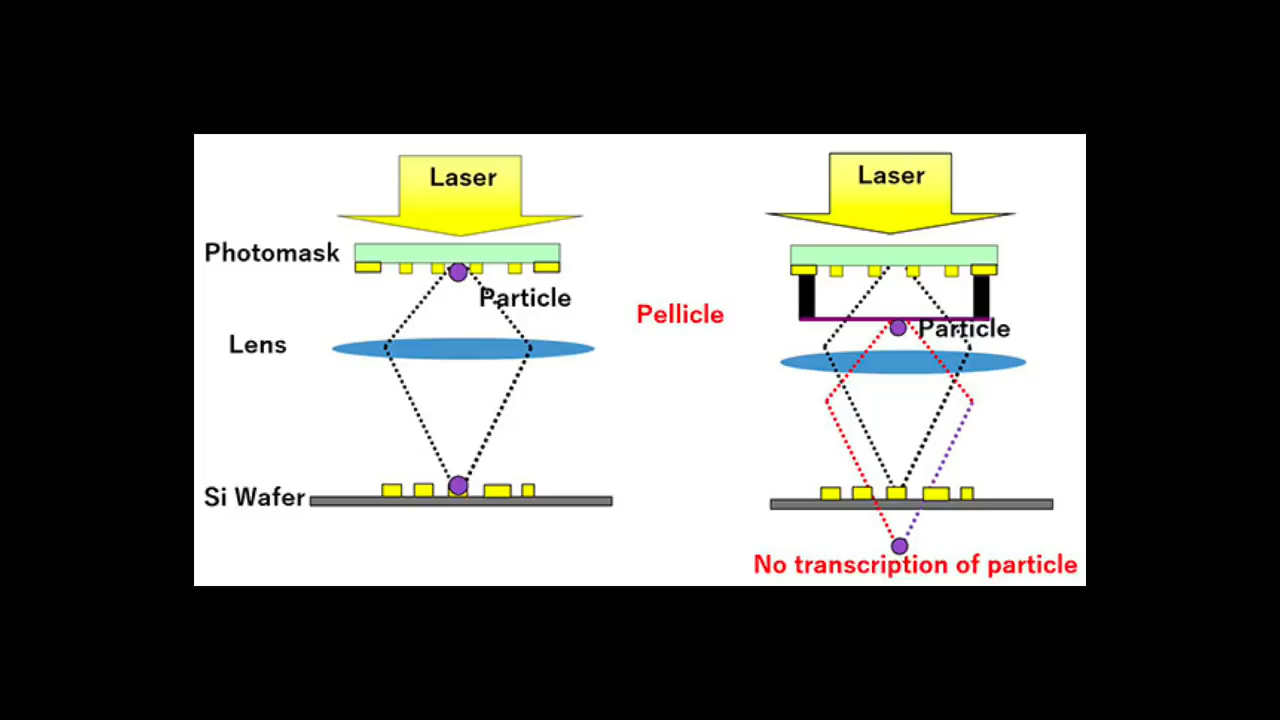 Laser
Photomask
Particle
Lens
Si Wafer
Laser
Pellicle
Particle
No transcription of particle